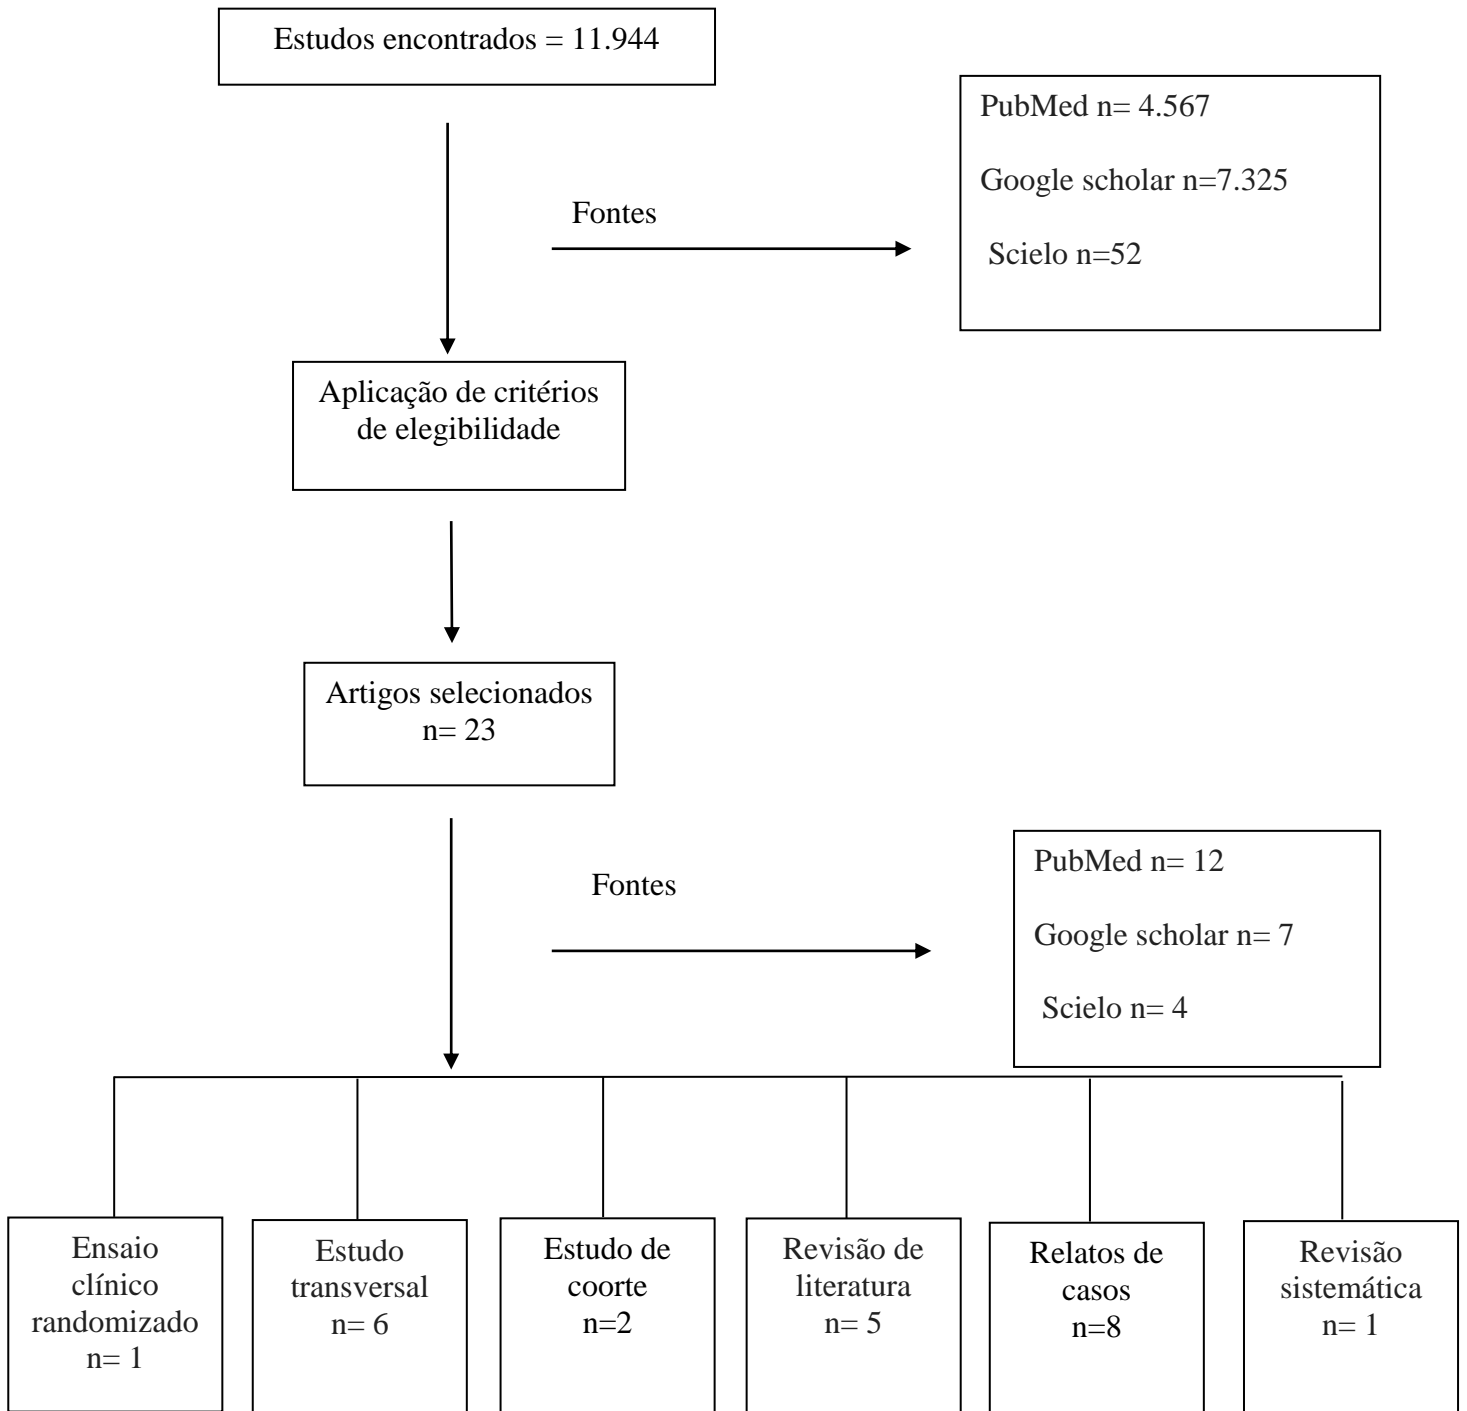 Estudos encontrados = 11.944
PubMed n= 4.567
Google scholar n=7.325
Scielo n=52
Fontes
Aplicação de critérios
de elegibilidade
Artigos selecionados
n= 23
PubMed n= 12
Google scholar n= 7
Scielo n= 4
Fontes
Ensaio
clínico
randomizado
n= 1
Estudo
transversal
n= 6
Estudo de
coorte
n=2
Revisão de
literatura
n= 5
Relatos de
casos
n=8
Revisão
sistemática
n= 1